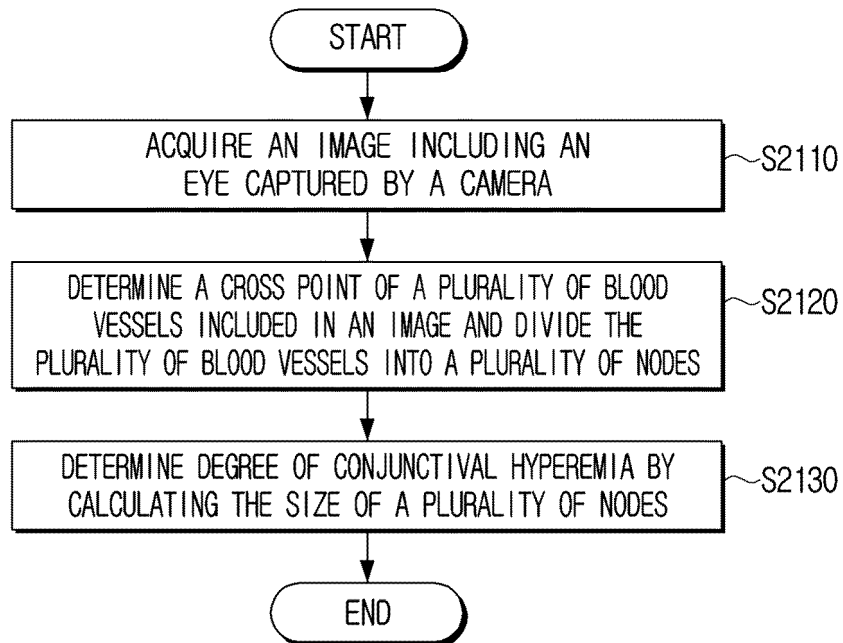 START
ACQUIRE AN IMAGE INCLUDING AN
EYE CAPTURED BY A CAMERA
S2110
DETERMINE A CROSS POINT OF A PLURALITY OF BLOOD
VESSELS INCLUDED IN AN IMAGE AND DIVIDE THE
PLURALITY OF BLOOD VESSELS INTO A PLURALITY OF NODES
S2120
DETERMINE DEGREE OF CONJUNCTIVAL HYPEREMIA BY
CALCULATING THE SIZE OF A PLURALITY OF NODES
S2130
END